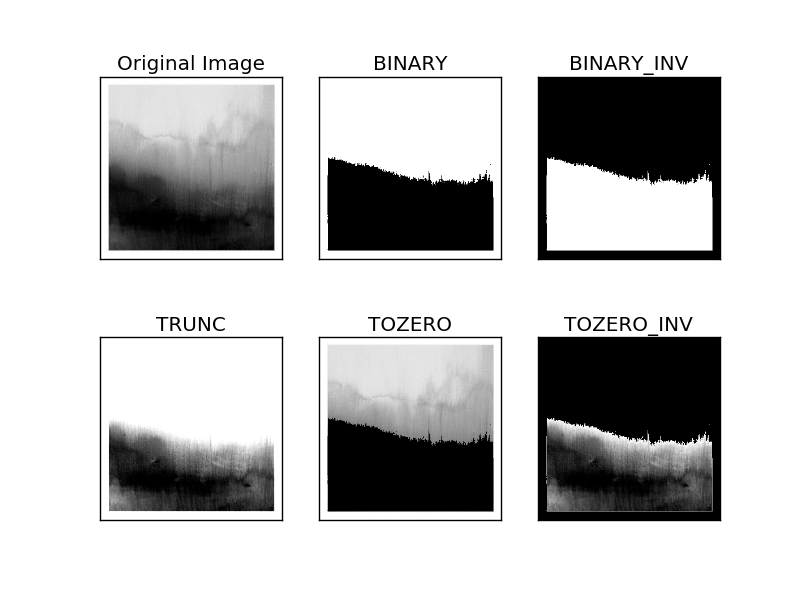 Original Image
BINARY
BINARY_INV
TRUNC
TOZERO
TOZERO_INV